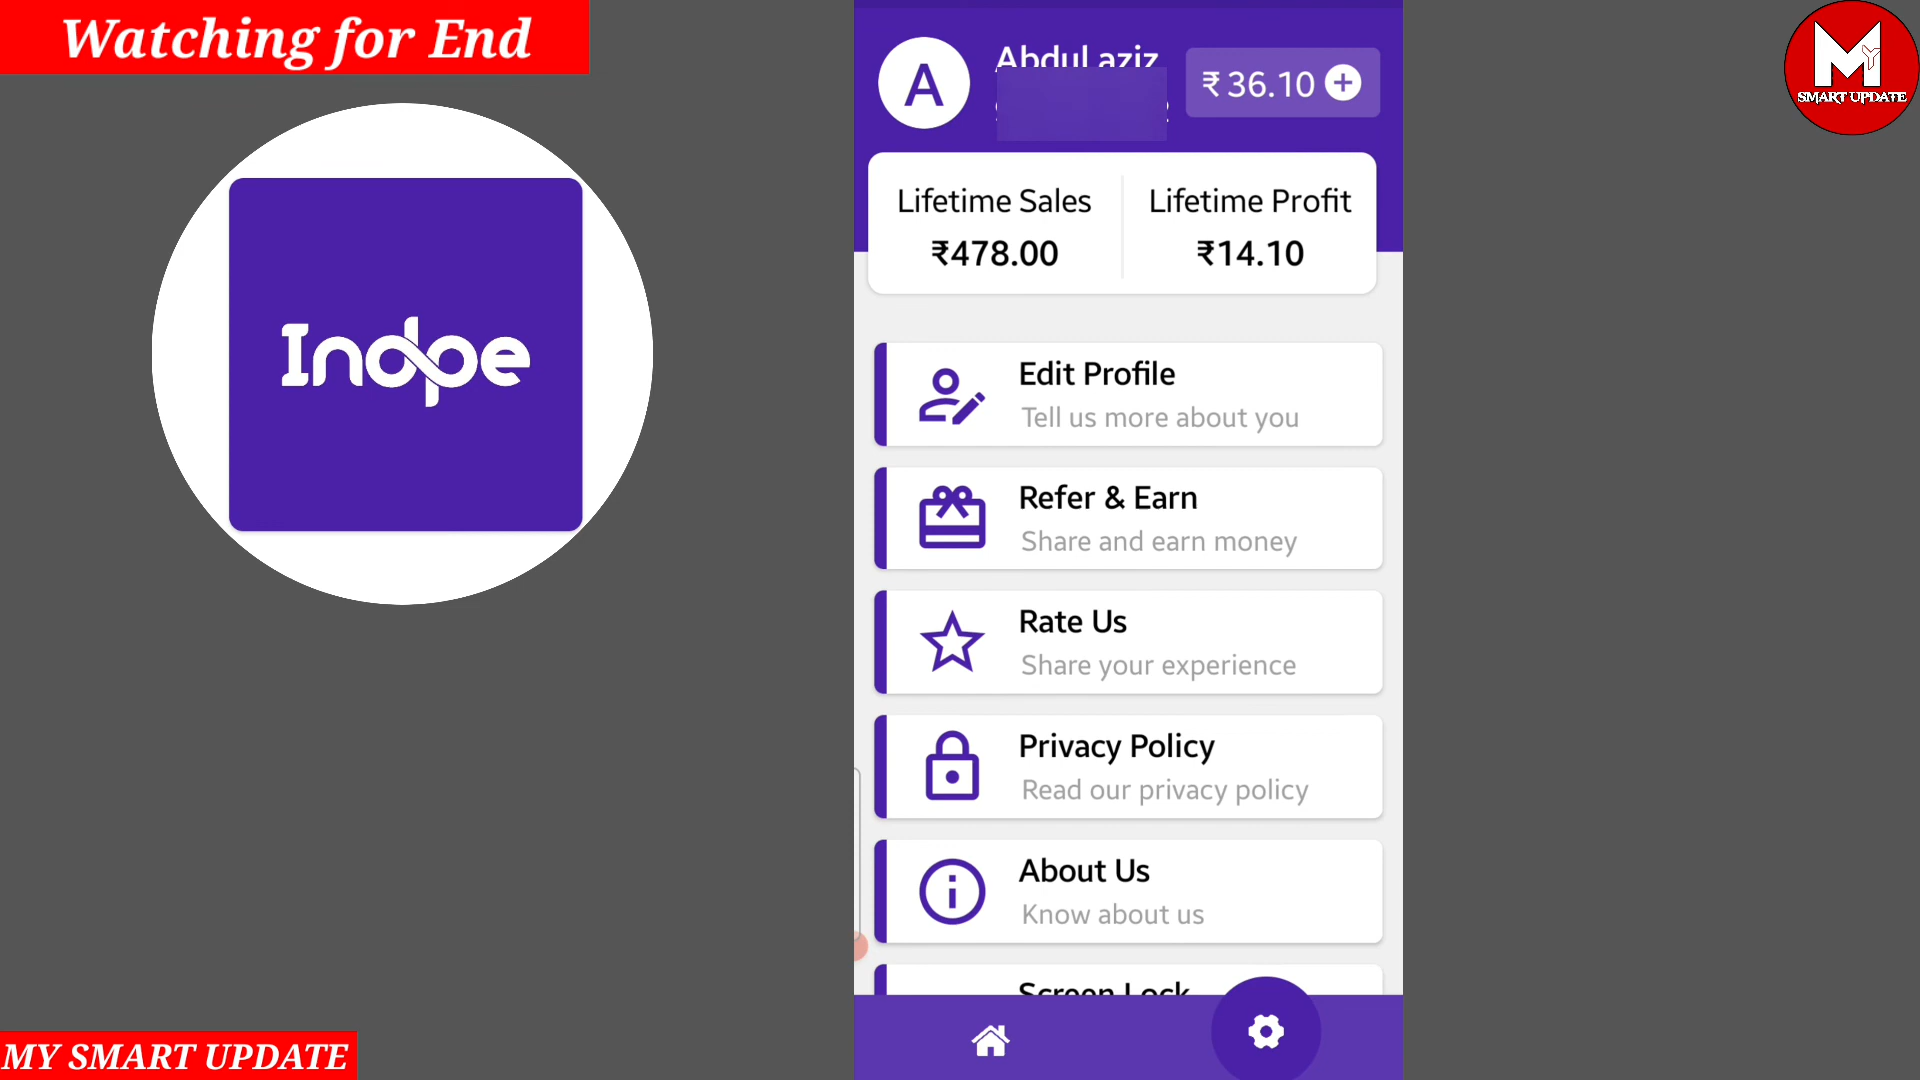 Watching for End
Indpe
MY SMART UPDATE
A
Abdul aziz
₹ 36.10
Lifetime Sales
₹478.00
Lifetime Profit
₹14.10
Edit Profile
Tell us more about you
Refer & Earn
Share and earn money
Rate Us
Share your experience
Privacy Policy
Read our privacy policy
About Us
Know about us
Screen Lock
MY
SMART UPDATE